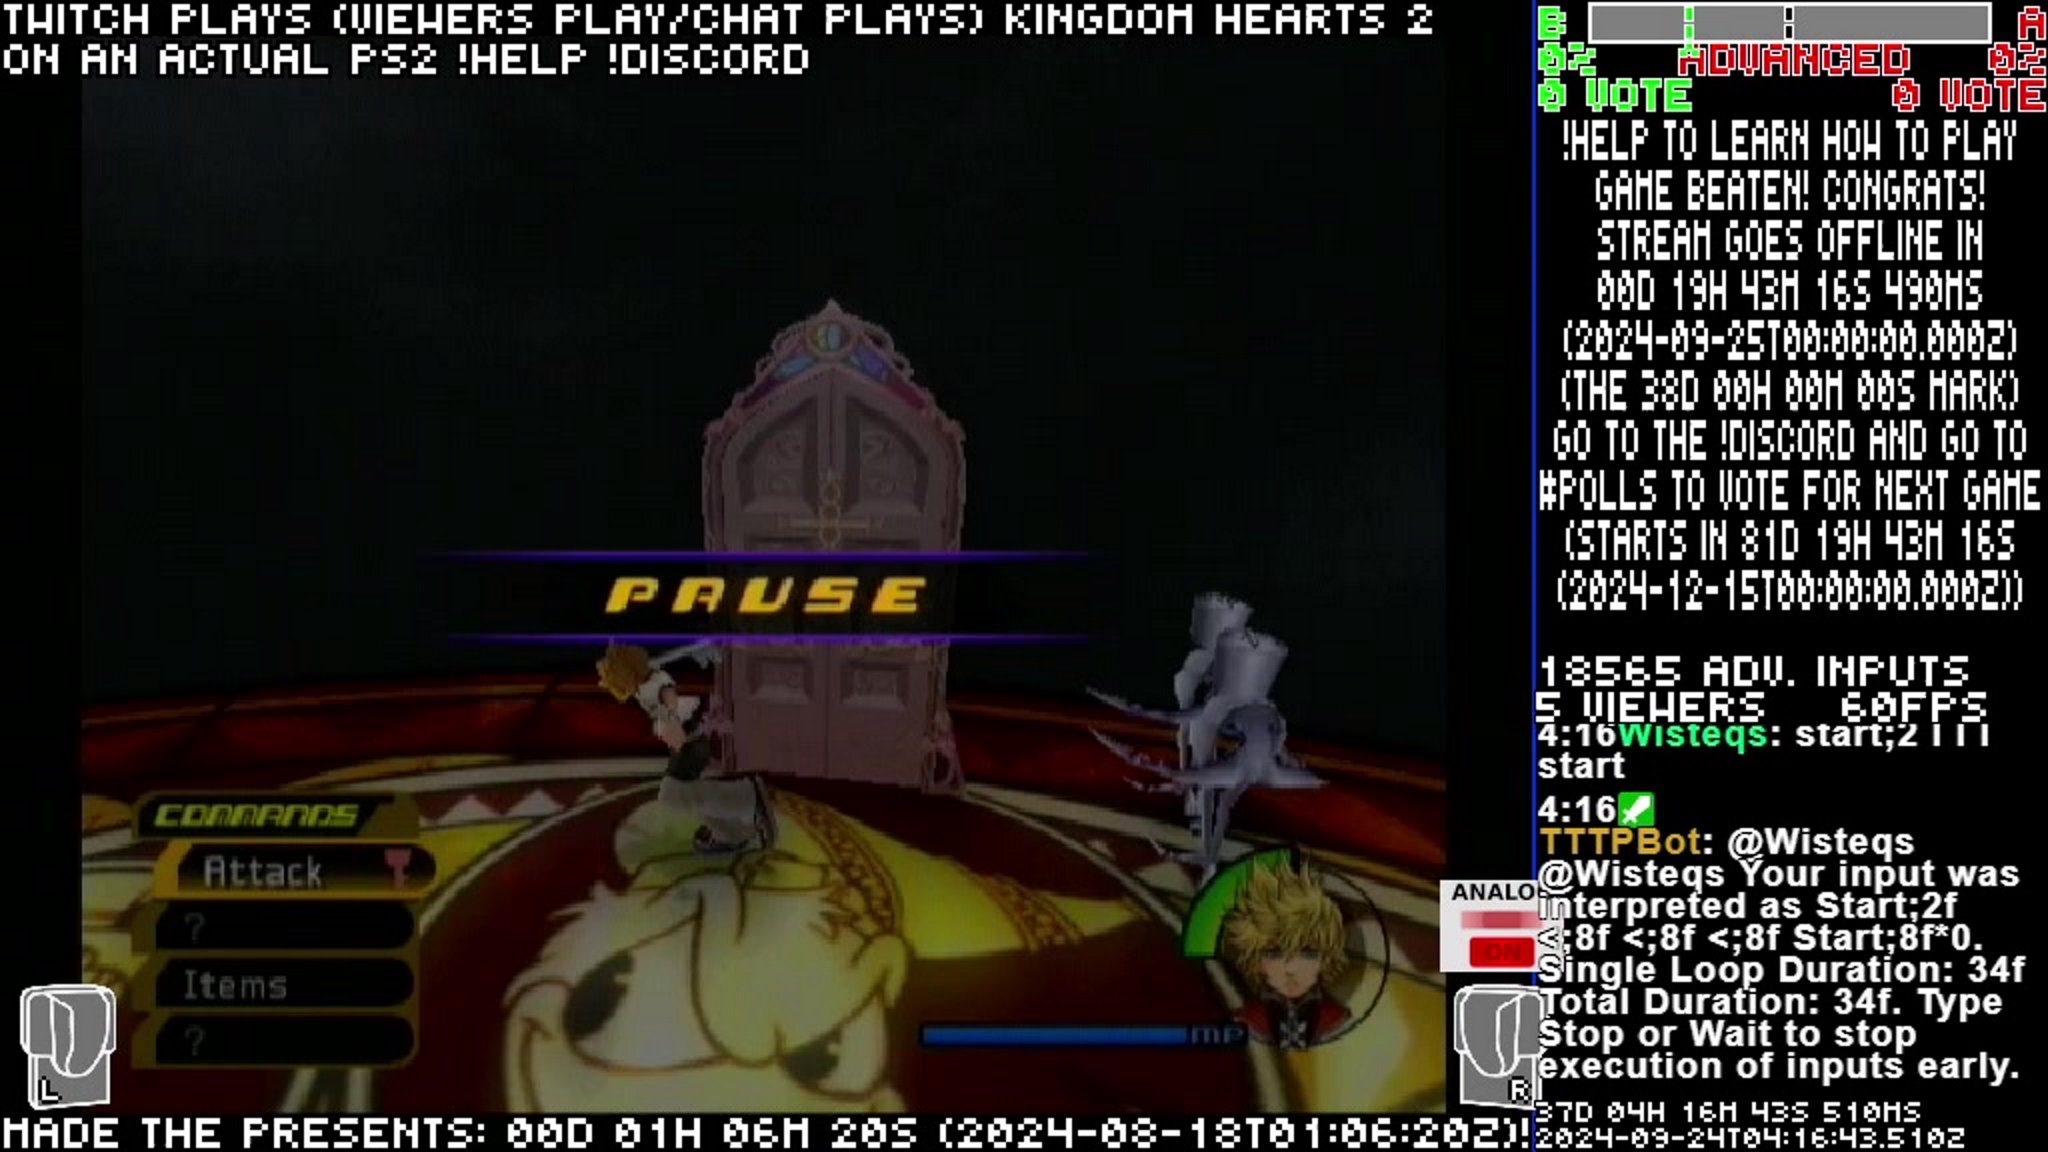 TWITCH PLAYS (VIEWERS PLAY/CHAT PLAYS) KINGDOM HEARTS 2
ON AN ACTUAL PS2 !HELP !DISCORD
B A
0% ADVANCED 0%
0 VOTE 0 VOTE
!HELP TO LEARN HOW TO PLAY
GAME BEATEN! CONGRATS!
STREAM GOES OFFLINE IN
00D 19H 43M 16S 490MS
(2024-09-25T00:00:00.000Z)
(THE 38D 00H 00M 00S MARK)
GO TO THE !DISCORD AND GO TO
#POLLS TO VOTE FOR NEXT GAME
(STARTS IN 81D 19H 43M 16S
(2024-12-15T00:00:00.000Z))
18565 ADV. INPUTS
5 VIEWERS 60FPS
4:16 Wisteqs: start;2 l l l
start
4:16
TTTPBot: @Wisteqs
@Wisteqs Your input was
interpreted as Start;2f
<;8f <;8f <;8f Start;8f*0.
Single Loop Duration: 34f
Total Duration: 34f. Type
Stop or Wait to stop
execution of inputs early.
37D 04H 16M 43S 510MS
2024-09-24T04:16:43.510Z
PAUSE
COMMANDS
Attack
?
Items
?
MP
ANALO
ON
L
R
MADE THE PRESENTS: 00D 01H 06M 20S (2024-08-18T01:06:20Z)!